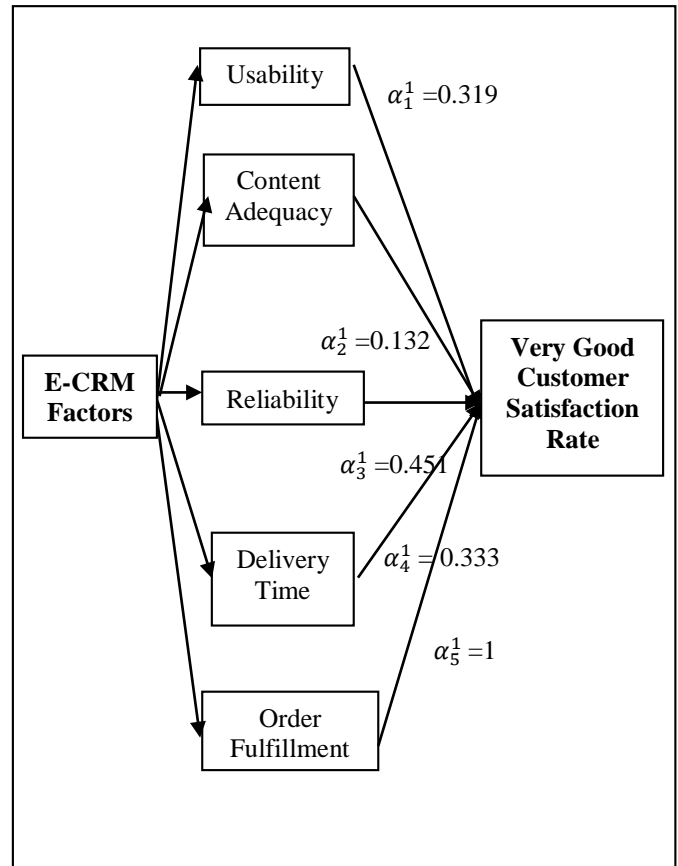 Usability
α₁¹ =0.319
Content
Adequacy
α₂¹ =0.132
Very Good
Customer
Satisfaction
Rate
E-CRM
Factors
Reliability
α₃¹ =0.451
Delivery
Time
α₄¹ = 0.333
α₅¹ =1
Order
Fulfillment